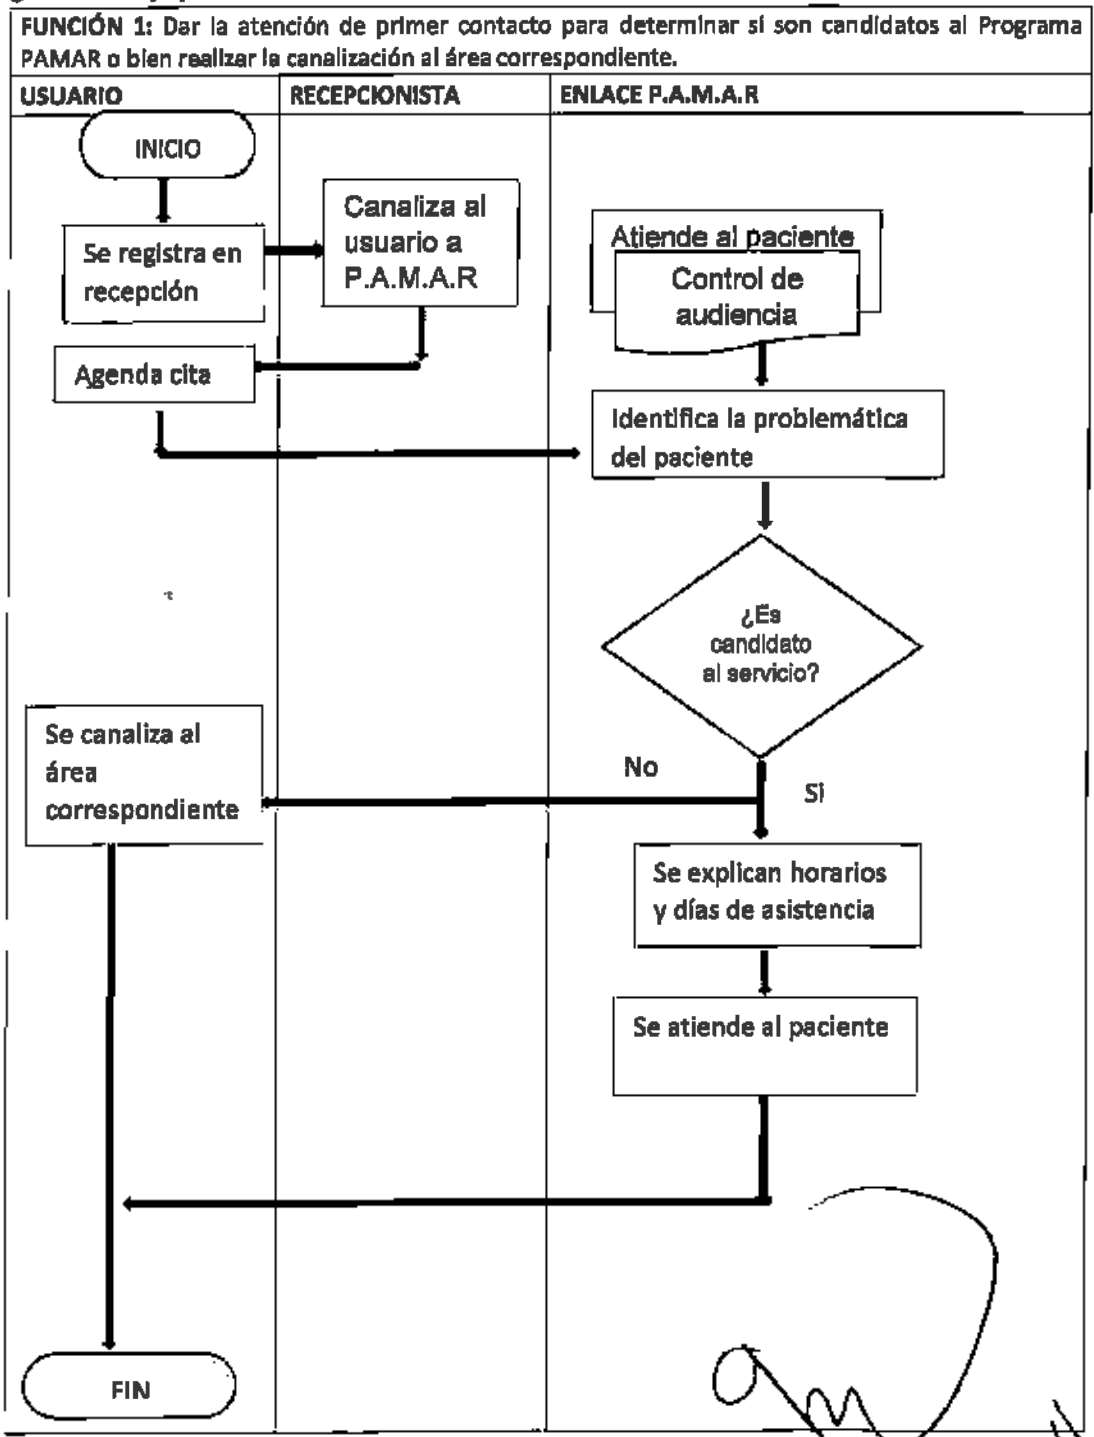 FUNCIÓN 1: Dar la atención de primer contacto para determinar si son candidatos al Programa
PAMAR o bien realizar la canalización al área correspondiente.
USUARIO
RECEPCIONISTA
ENLACE P.A.M.A.R
INICIO
Se registra en
recepción
Canaliza al
usuario a
P.A.M.A.R
Agenda cita
Atiende al paciente
Control de
audiencia
Identifica la problemática
del paciente
¿Es
candidato
al servicio?
No
Si
Se canaliza al
área
correspondiente
Se explican horarios
y días de asistencia
Se atiende al paciente
FIN